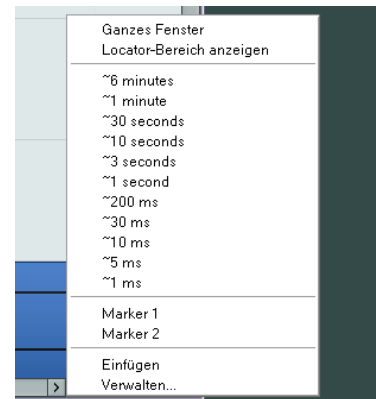 Ganzes Fenster
Locator-Bereich anzeigen
~6 minutes
~1 minute
~30 seconds
~10 seconds
~3 seconds
~1 second
~200 ms
~30 ms
~10 ms
~5 ms
~1 ms
Marker 1
Marker 2
Einfügen
Verwalten...